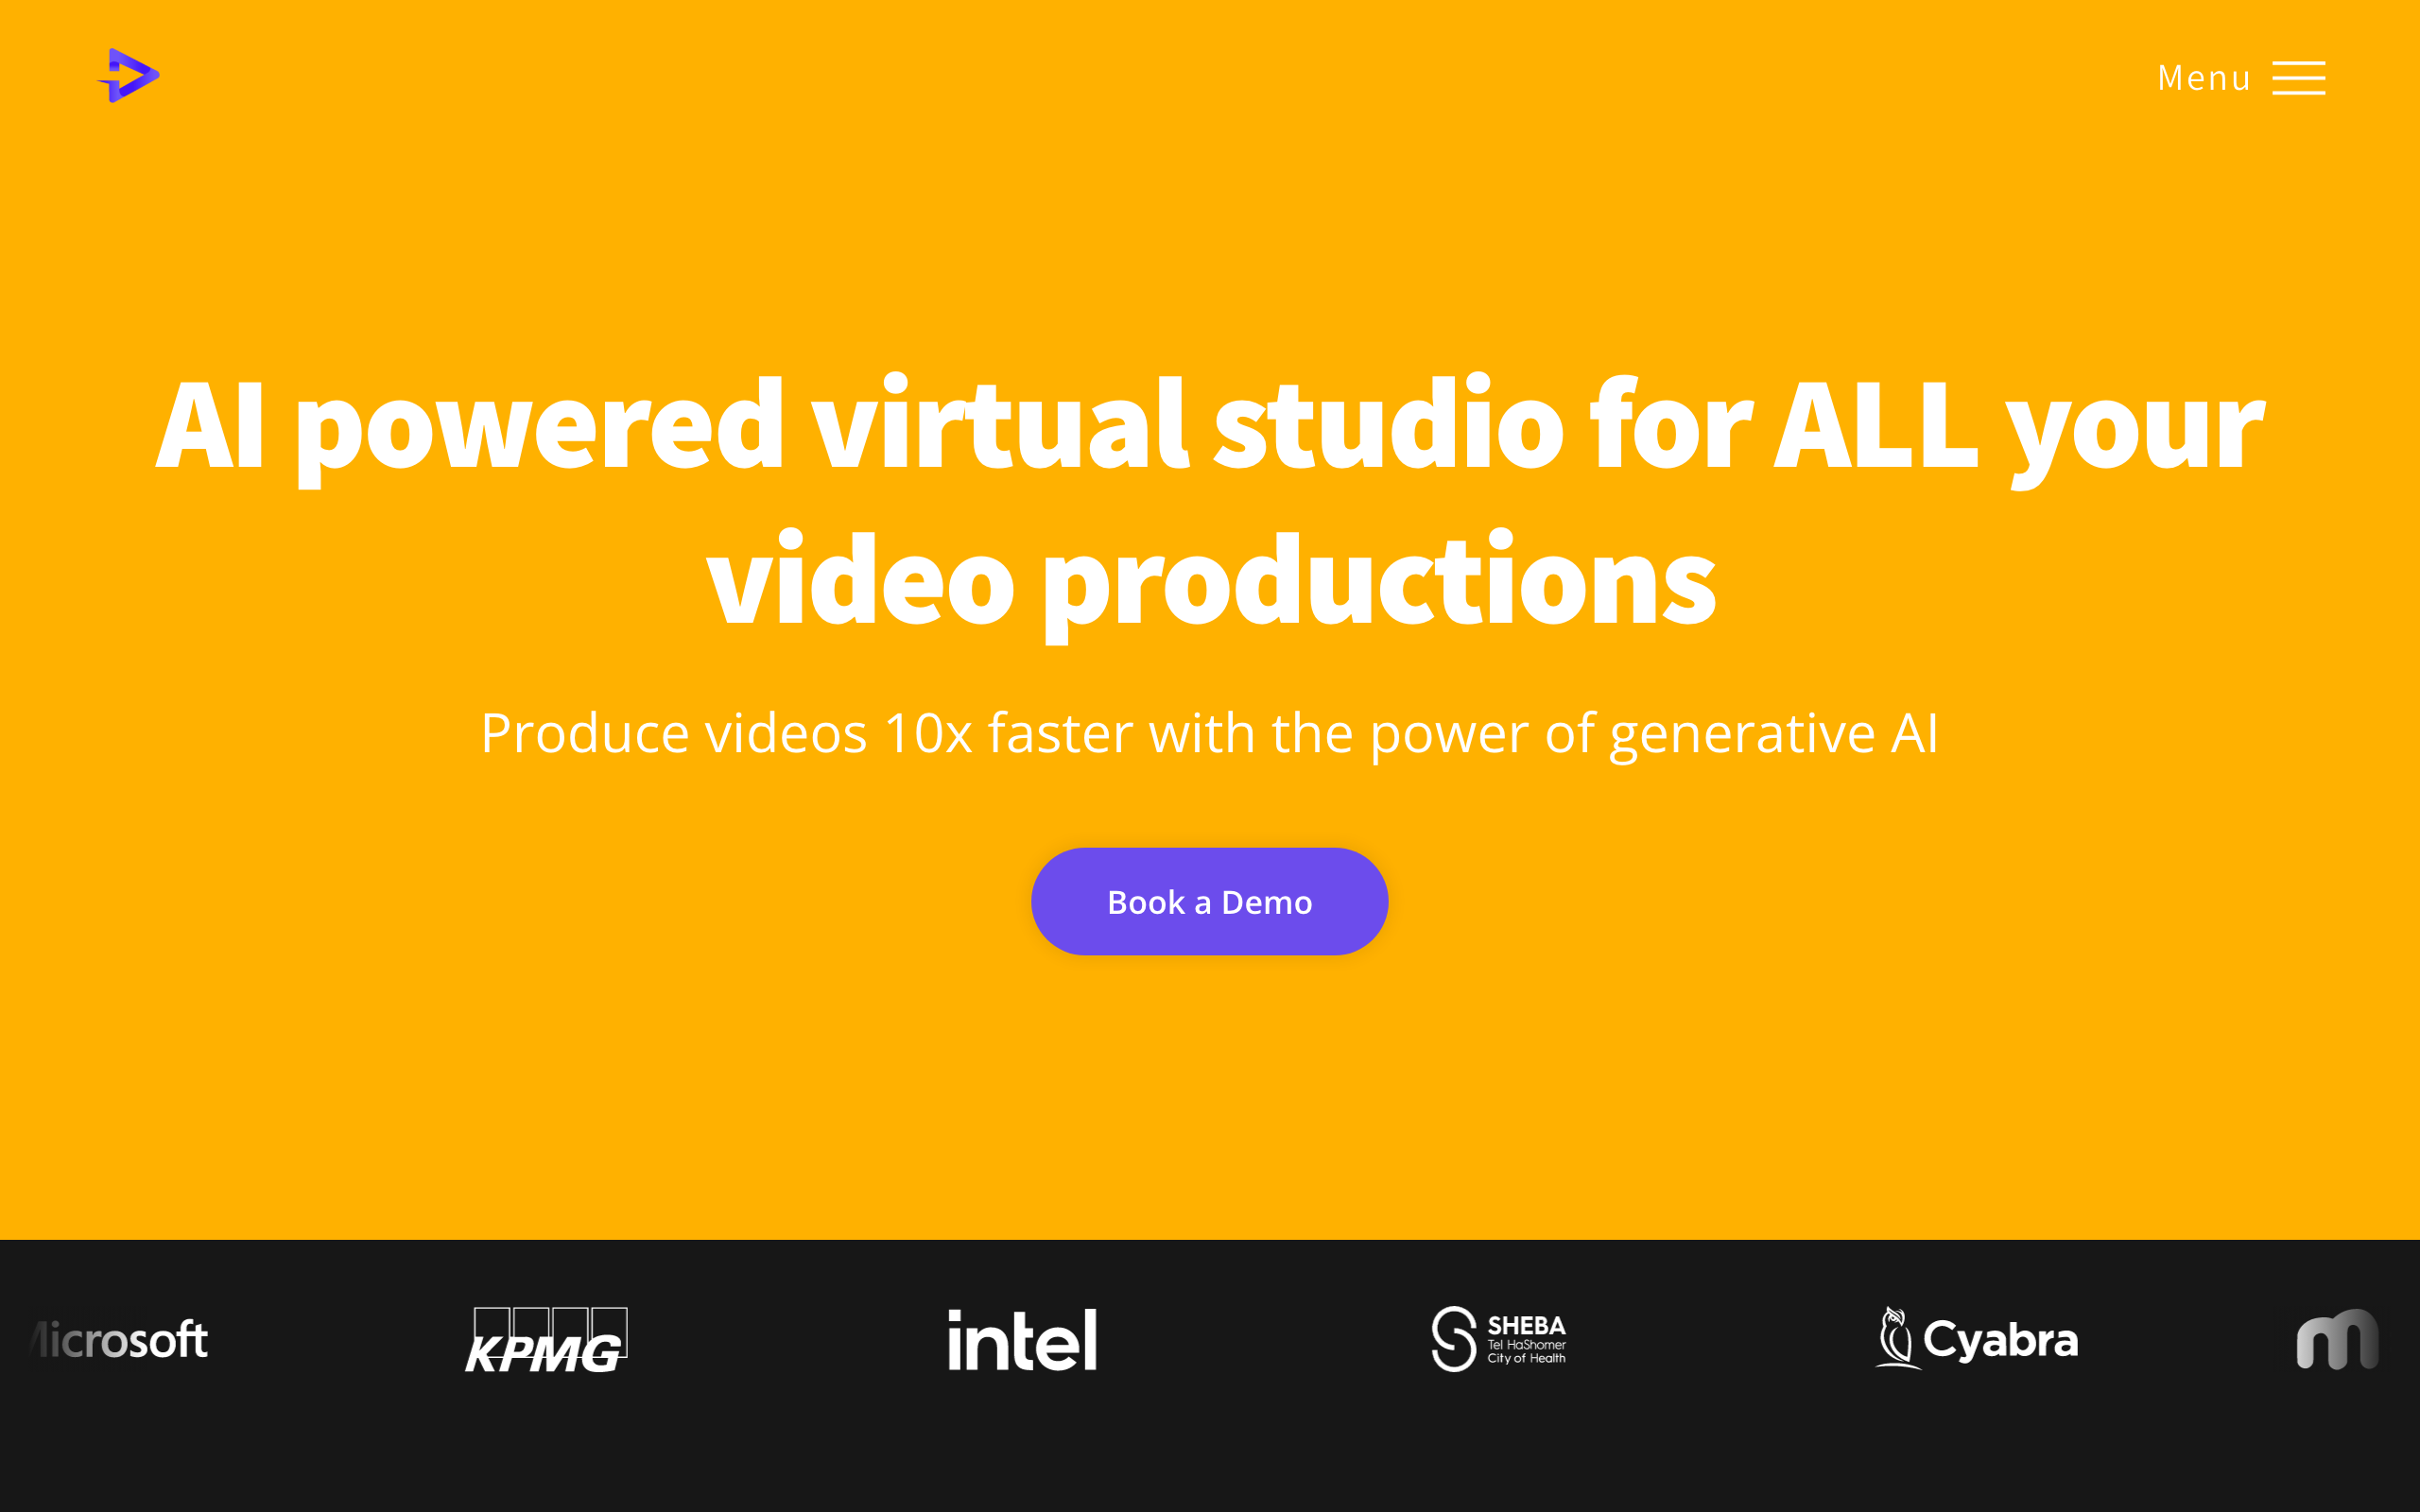 Menu
AI powered virtual studio for ALL your
video productions
Produce videos 10x faster with the power of generative AI
Book a Demo
Microsoft
KPMG
intel
SHEBA
Tel HaShomer
City of Health
Cyabra
m